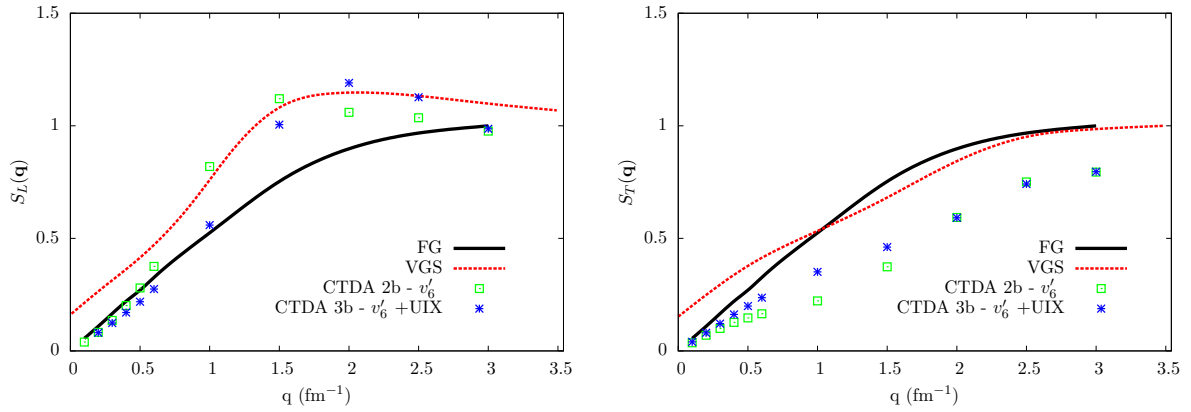 1.5
1
0.5
0
S_L(q)
0 0.5 1 1.5 2 2.5 3 3.5
q (fm⁻¹)
FG
VGS
CTDA 2b - v′₆
CTDA 3b - v′₆ +UIX
1.5
1
0.5
0
S_T(q)
0 0.5 1 1.5 2 2.5 3 3.5
q (fm⁻¹)
FG
VGS
CTDA 2b - v′₆
CTDA 3b - v′₆ +UIX